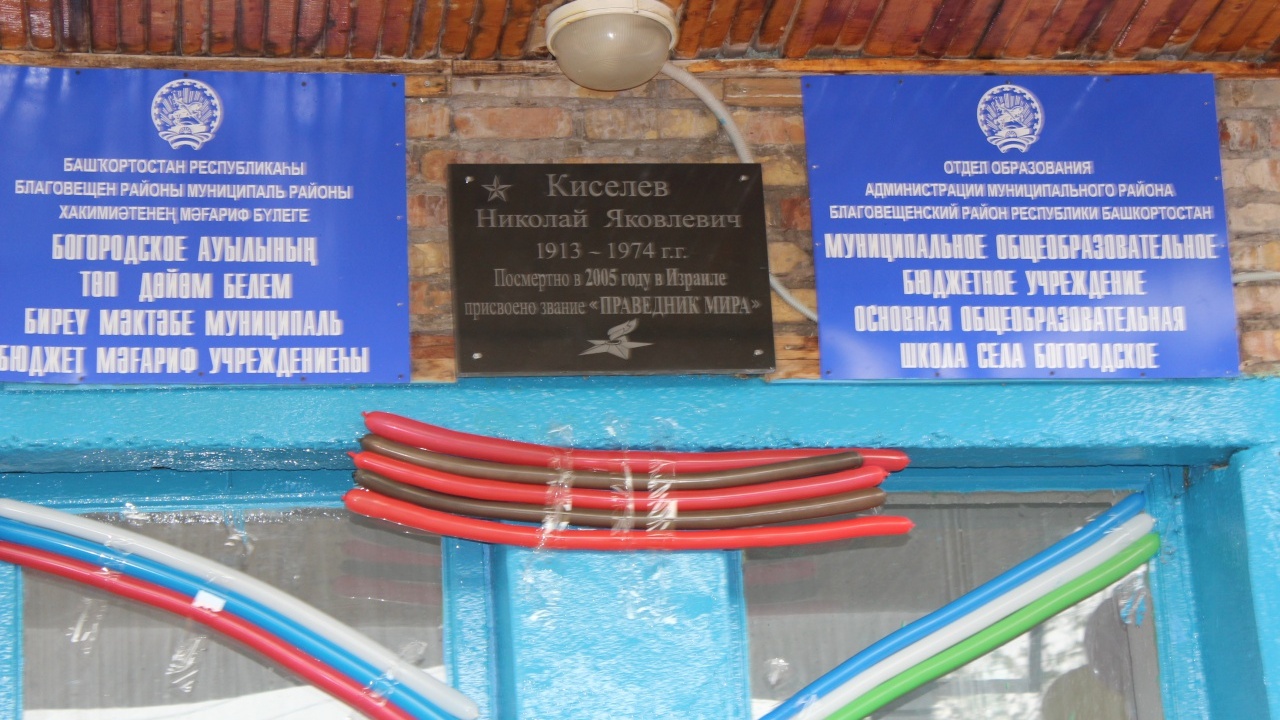 БАШҠОРТОСТАН РЕСПУБЛИКАҺЫ
БЛАГОВЕЩЕН РАЙОНЫ МУНИЦИПАЛЬ РАЙОНЫ
ХАКИМИӘТЕНЕҢ МӘҒАРИФ БҮЛЕГЕ
БОГОРОДСКОЕ АУЫЛЫНЫҢ
ТӨП ДӨЙӨМ БЕЛЕМ
БИРЕҮ МӘКТӘБЕ МУНИЦИПАЛЬ
БЮДЖЕТ МӘҒАРИФ УЧРЕЖДЕНИЕҺЫ
Киселев
Николай Яковлевич
1913 – 1974 г.г.
Посмертно в 2005 году в Израиле
присвоено звание «ПРАВЕДНИК МИРА»
ОТДЕЛ ОБРАЗОВАНИЯ
АДМИНИСТРАЦИИ МУНИЦИПАЛЬНОГО РАЙОНА
БЛАГОВЕЩЕНСКИЙ РАЙОН РЕСПУБЛИКИ БАШКОРТОСТАН
МУНИЦИПАЛЬНОЕ ОБЩЕОБРАЗОВАТЕЛЬНОЕ
БЮДЖЕТНОЕ УЧРЕЖДЕНИЕ
ОСНОВНАЯ ОБЩЕОБРАЗОВАТЕЛЬНАЯ
ШКОЛА СЕЛА БОГОРОДСКОЕ